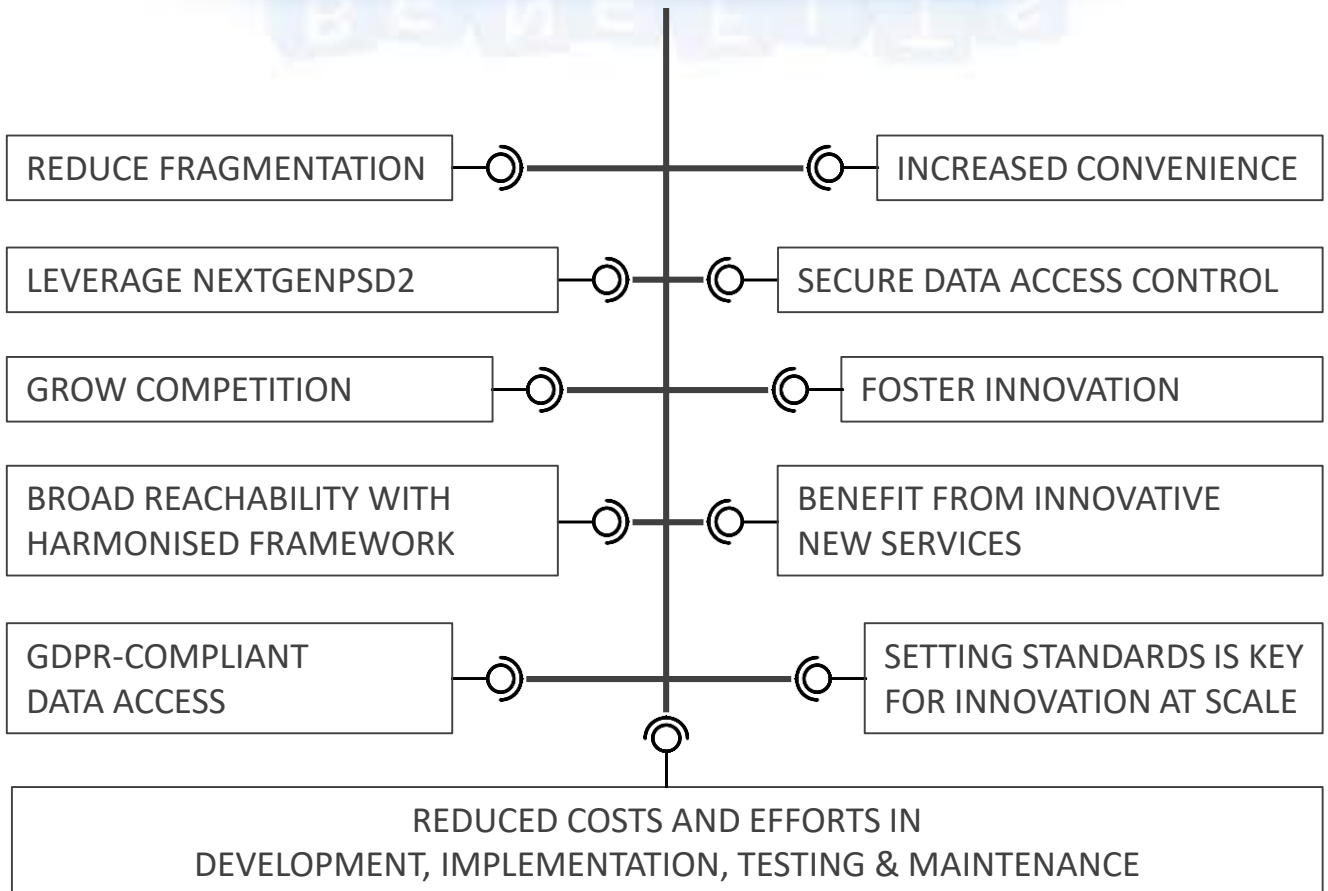 REDUCE FRAGMENTATION
INCREASED CONVENIENCE
LEVERAGE NEXTGENPSD2
SECURE DATA ACCESS CONTROL
GROW COMPETITION
FOSTER INNOVATION
BROAD REACHABILITY WITH
HARMONISED FRAMEWORK
BENEFIT FROM INNOVATIVE
NEW SERVICES
GDPR-COMPLIANT
DATA ACCESS
SETTING STANDARDS IS KEY
FOR INNOVATION AT SCALE
REDUCED COSTS AND EFFORTS IN
DEVELOPMENT, IMPLEMENTATION, TESTING & MAINTENANCE